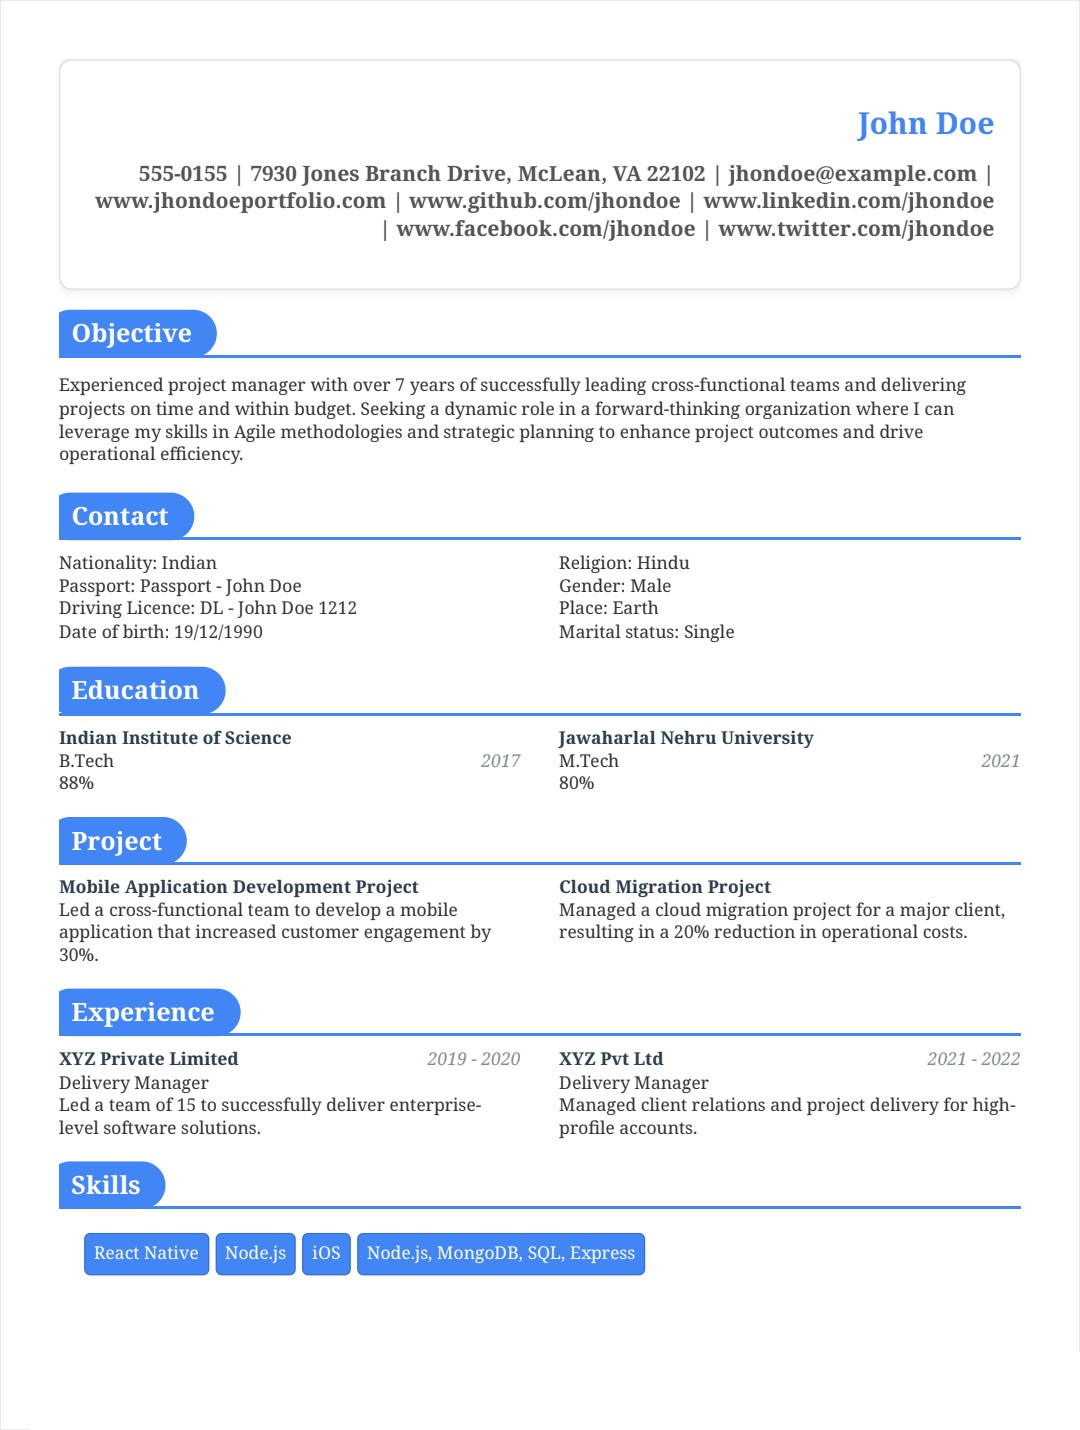 John Doe
555-0155 | 7930 Jones Branch Drive, McLean, VA 22102 | jhondoe@example.com |
www.jhondoeportfolio.com | www.github.com/jhondoe | www.linkedin.com/jhondoe
| www.facebook.com/jhondoe | www.twitter.com/jhondoe
Objective
Experienced project manager with over 7 years of successfully leading cross-functional teams and delivering
projects on time and within budget. Seeking a dynamic role in a forward-thinking organization where I can
leverage my skills in Agile methodologies and strategic planning to enhance project outcomes and drive
operational efficiency.
Contact
Nationality: Indian
Passport: Passport - John Doe
Driving Licence: DL - John Doe 1212
Date of birth: 19/12/1990
Religion: Hindu
Gender: Male
Place: Earth
Marital status: Single
Education
Indian Institute of Science
B.Tech 2017
88%
Jawaharlal Nehru University
M.Tech 2021
80%
Project
Mobile Application Development Project
Led a cross-functional team to develop a mobile
application that increased customer engagement by
30%.
Cloud Migration Project
Managed a cloud migration project for a major client,
resulting in a 20% reduction in operational costs.
Experience
XYZ Private Limited 2019 - 2020
Delivery Manager
Led a team of 15 to successfully deliver enterprise-
level software solutions.
XYZ Pvt Ltd 2021 - 2022
Delivery Manager
Managed client relations and project delivery for high-
profile accounts.
Skills
React Native Node.js iOS Node.js, MongoDB, SQL, Express